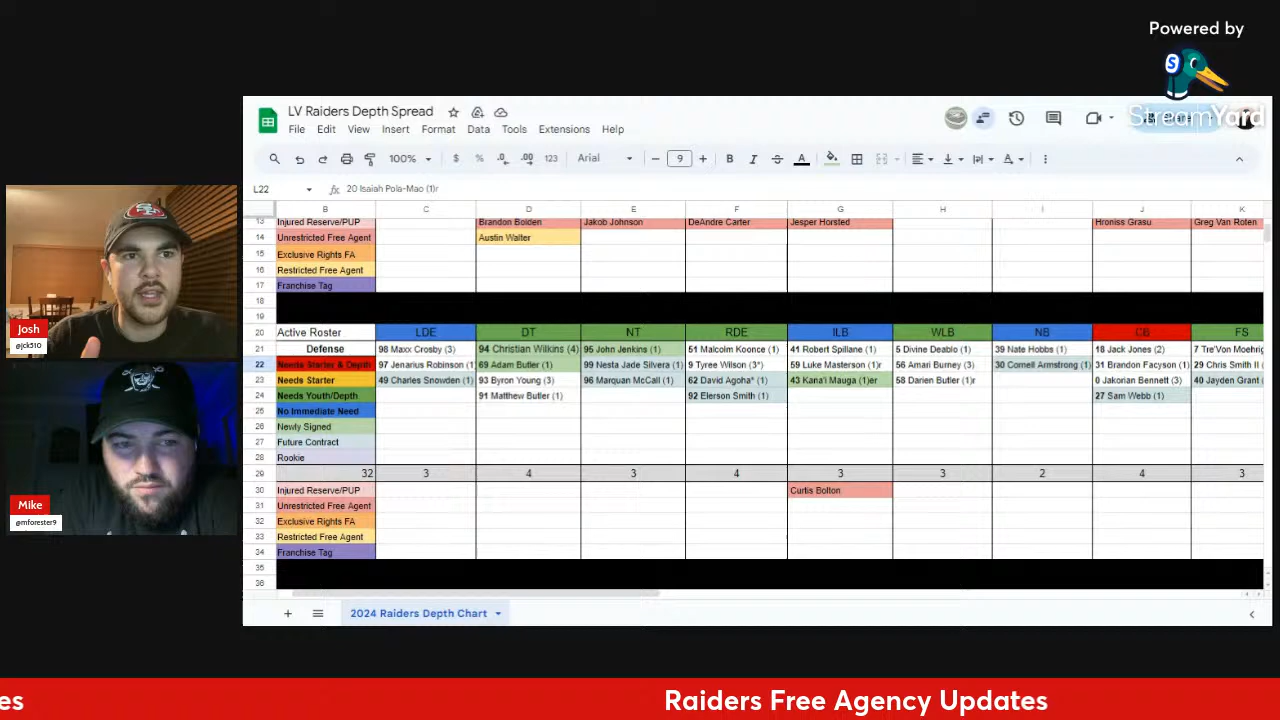 Powered by
S
StreamYard
LV Raiders Depth Spread
File Edit View Insert Format Data Tools Extensions Help
100% $ % .0 .00 123 Arial 9 B I A
L22 fx 20 Isaiah Pola-Mao (1)r
B C D E F G H I J K
13 Injured Reserve/PUP Brandon Bolden Jakob Johnson DeAndre Carter Jesper Horsted Hroniss Grasu Greg Van Roten
14 Unrestricted Free Agent Austin Walter
15 Exclusive Rights FA
16 Restricted Free Agent
17 Franchise Tag
18
19
20 Active Roster LDE DT NT RDE ILB WLB NB CB FS
21 Defense 98 Maxx Crosby (3) 94 Christian Wilkins (4) 95 John Jenkins (1) 51 Malcolm Koonce (1) 41 Robert Spillane (1) 5 Divine Deablo (1) 39 Nate Hobbs (1) 18 Jack Jones (2) 7 Tre'Von Moehrig
22 Needs Starter & Depth 97 Jenarius Robinson (1) 69 Adam Butler (1) 99 Nesta Jade Silvera (1) 9 Tyree Wilson (3*) 59 Luke Masterson (1)r 56 Amari Burney (3) 30 Cornell Armstrong (1) 31 Brandon Facyson (1) 29 Chris Smith II (
23 Needs Starter 49 Charles Snowden (1) 93 Byron Young (3) 96 Marquan McCall (1) 62 David Agoha* (1) 43 Kana'i Mauga (1)er 58 Darien Butler (1)r 0 Jakorian Bennett (3) 40 Jayden Grant (
24 Needs Youth/Depth 91 Matthew Butler (1) 92 Elerson Smith (1) 27 Sam Webb (1)
25 No Immediate Need
26 Newly Signed
27 Future Contract
28 Rookie
29 32 3 4 3 4 3 3 2 4 3
30 Injured Reserve/PUP Curtis Bolton
31 Unrestricted Free Agent
32 Exclusive Rights FA
33 Restricted Free Agent
34 Franchise Tag
35
36
2024 Raiders Depth Chart
Josh
@jck510
Mike
@mforester9
es Raiders Free Agency Updates